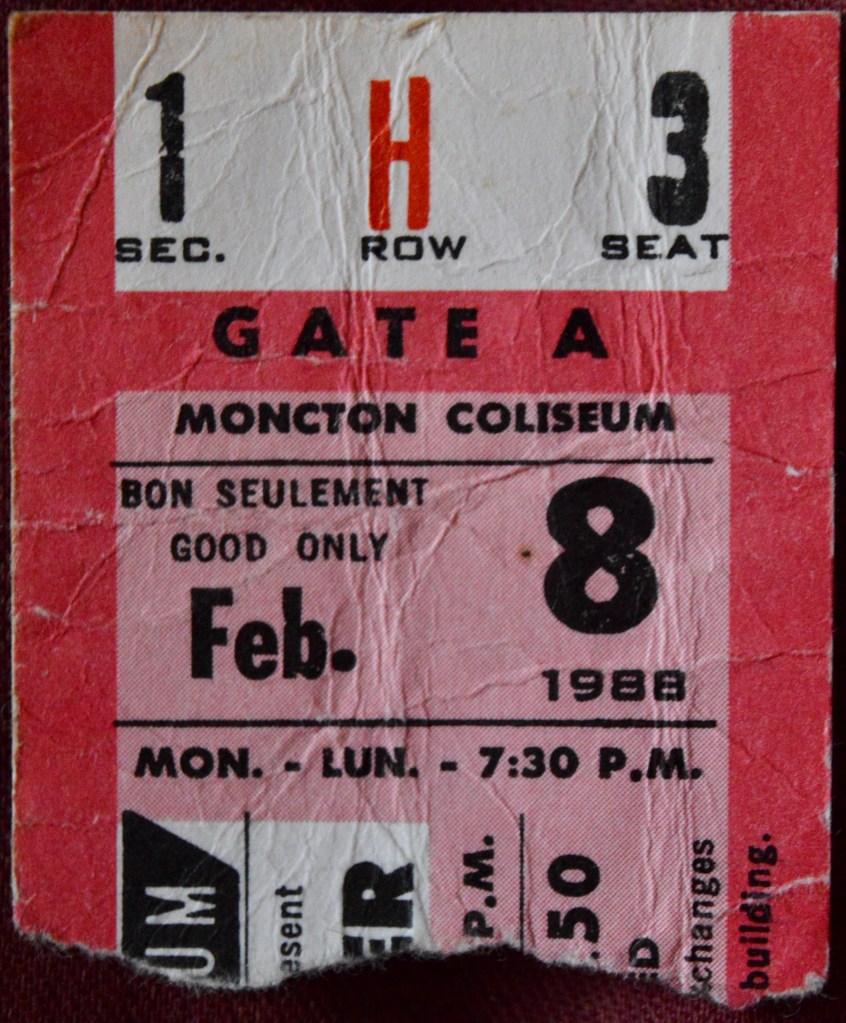 1 H 3
SEC. ROW SEAT
GATE A
MONCTON COLISEUM
BON SEULEMENT
GOOD ONLY
Feb. 8
1988
MON. - LUN. - 7:30 P.M.
UM
esent
ER
P.M.
.50
ED
changes
building.